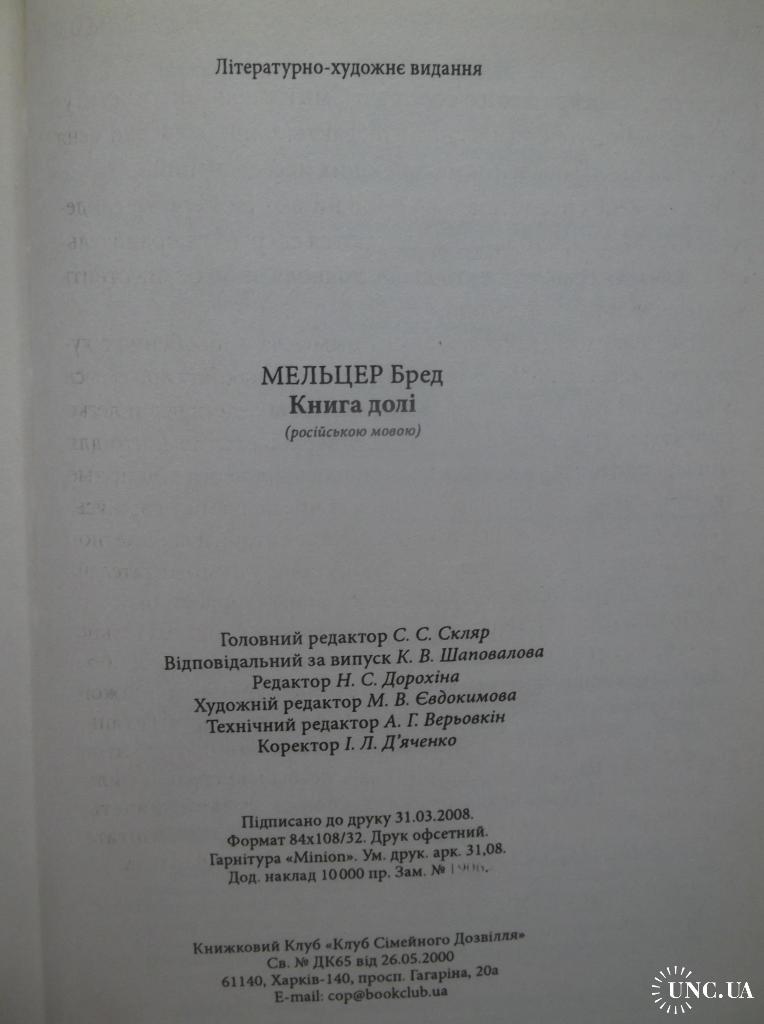 Літературно-художнє видання
МЕЛЬЦЕР Бред
Книга долі
(російською мовою)
Головний редактор С. С. Скляр
Відповідальний за випуск К. В. Шаповалова
Редактор Н. С. Дорохіна
Художній редактор М. В. Євдокимова
Технічний редактор А. Г. Верьовкін
Коректор І. Л. Д'яченко
Підписано до друку 31.03.2008.
Формат 84х108/32. Друк офсетний.
Гарнітура «Minion». Ум. друк. арк. 31,08.
Дод. наклад 10 000 пр. Зам. №
Книжковий Клуб «Клуб Сімейного Дозвілля»
Св. № ДК65 від 26.05.2000
61140, Харків-140, просп. Гагаріна, 20а
E-mail: cop@bookclub.ua
UNC.UA